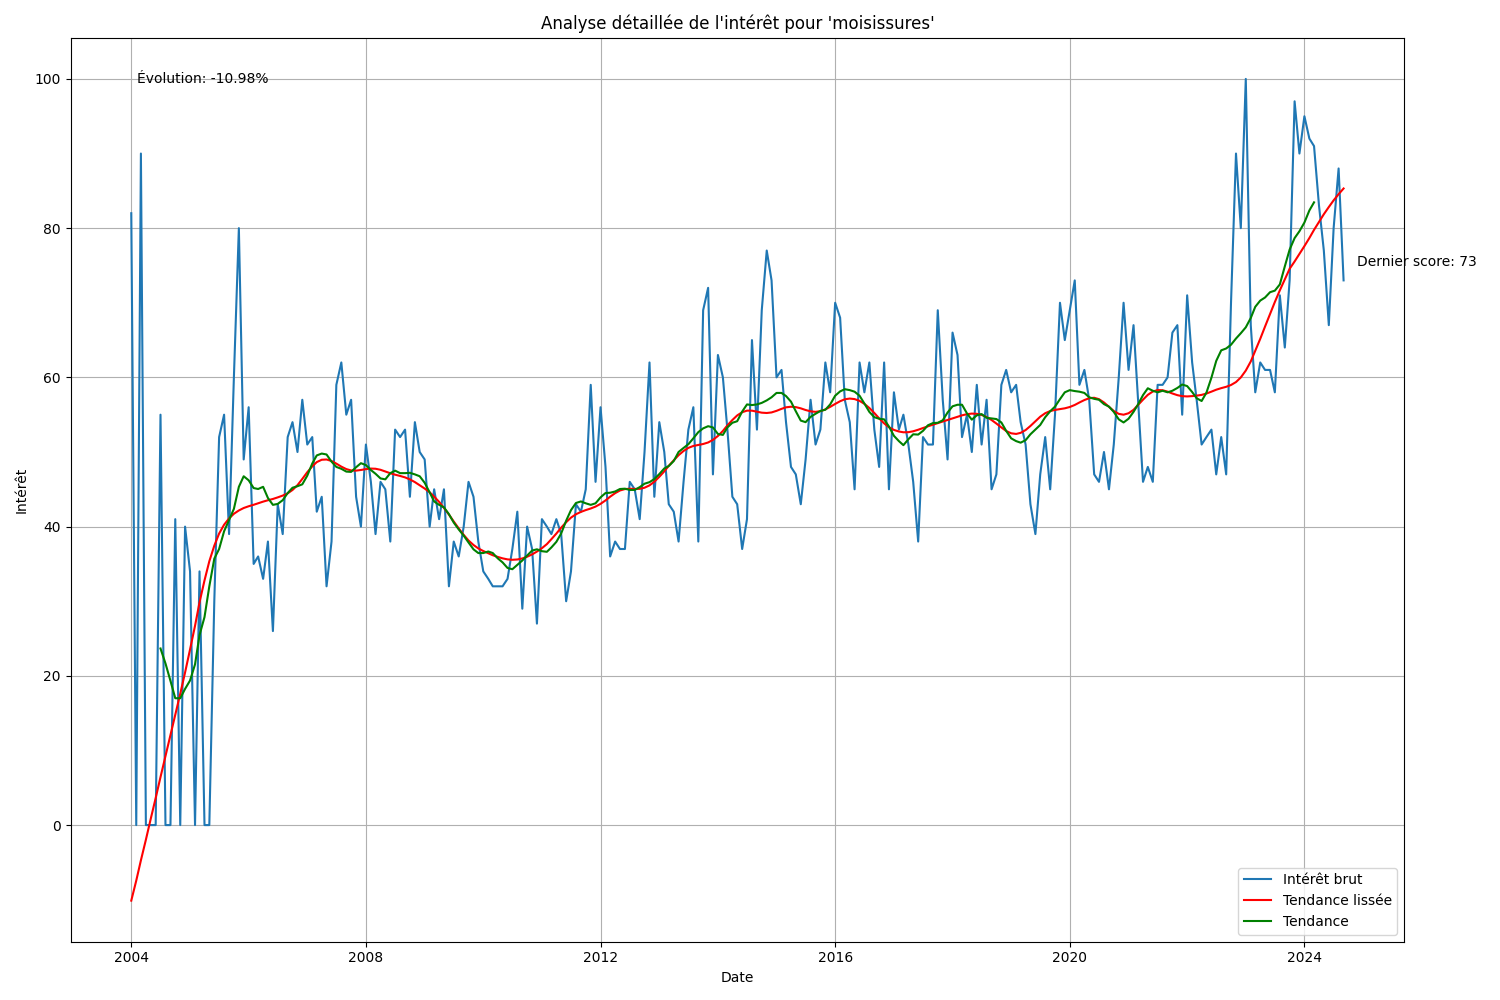 Analyse détaillée de l'intérêt pour 'moisissures'
Évolution: -10.98%
100
80
60
40
20
0
Intérêt
Dernier score: 73
Intérêt brut
Tendance lissée
Tendance
2004
2008
2012
2016
2020
2024
Date